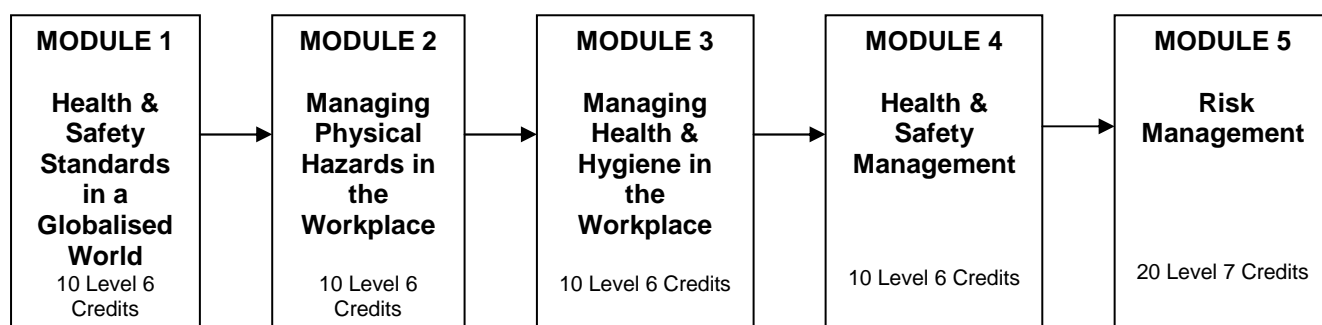 MODULE 1
Health &
Safety
Standards
in a
Globalised
World
10 Level 6
Credits
MODULE 2
Managing
Physical
Hazards in
the
Workplace
10 Level 6
Credits
MODULE 3
Managing
Health &
Hygiene in
the
Workplace
10 Level 6 Credits
MODULE 4
Health &
Safety
Management
10 Level 6 Credits
MODULE 5
Risk
Management
20 Level 7 Credits